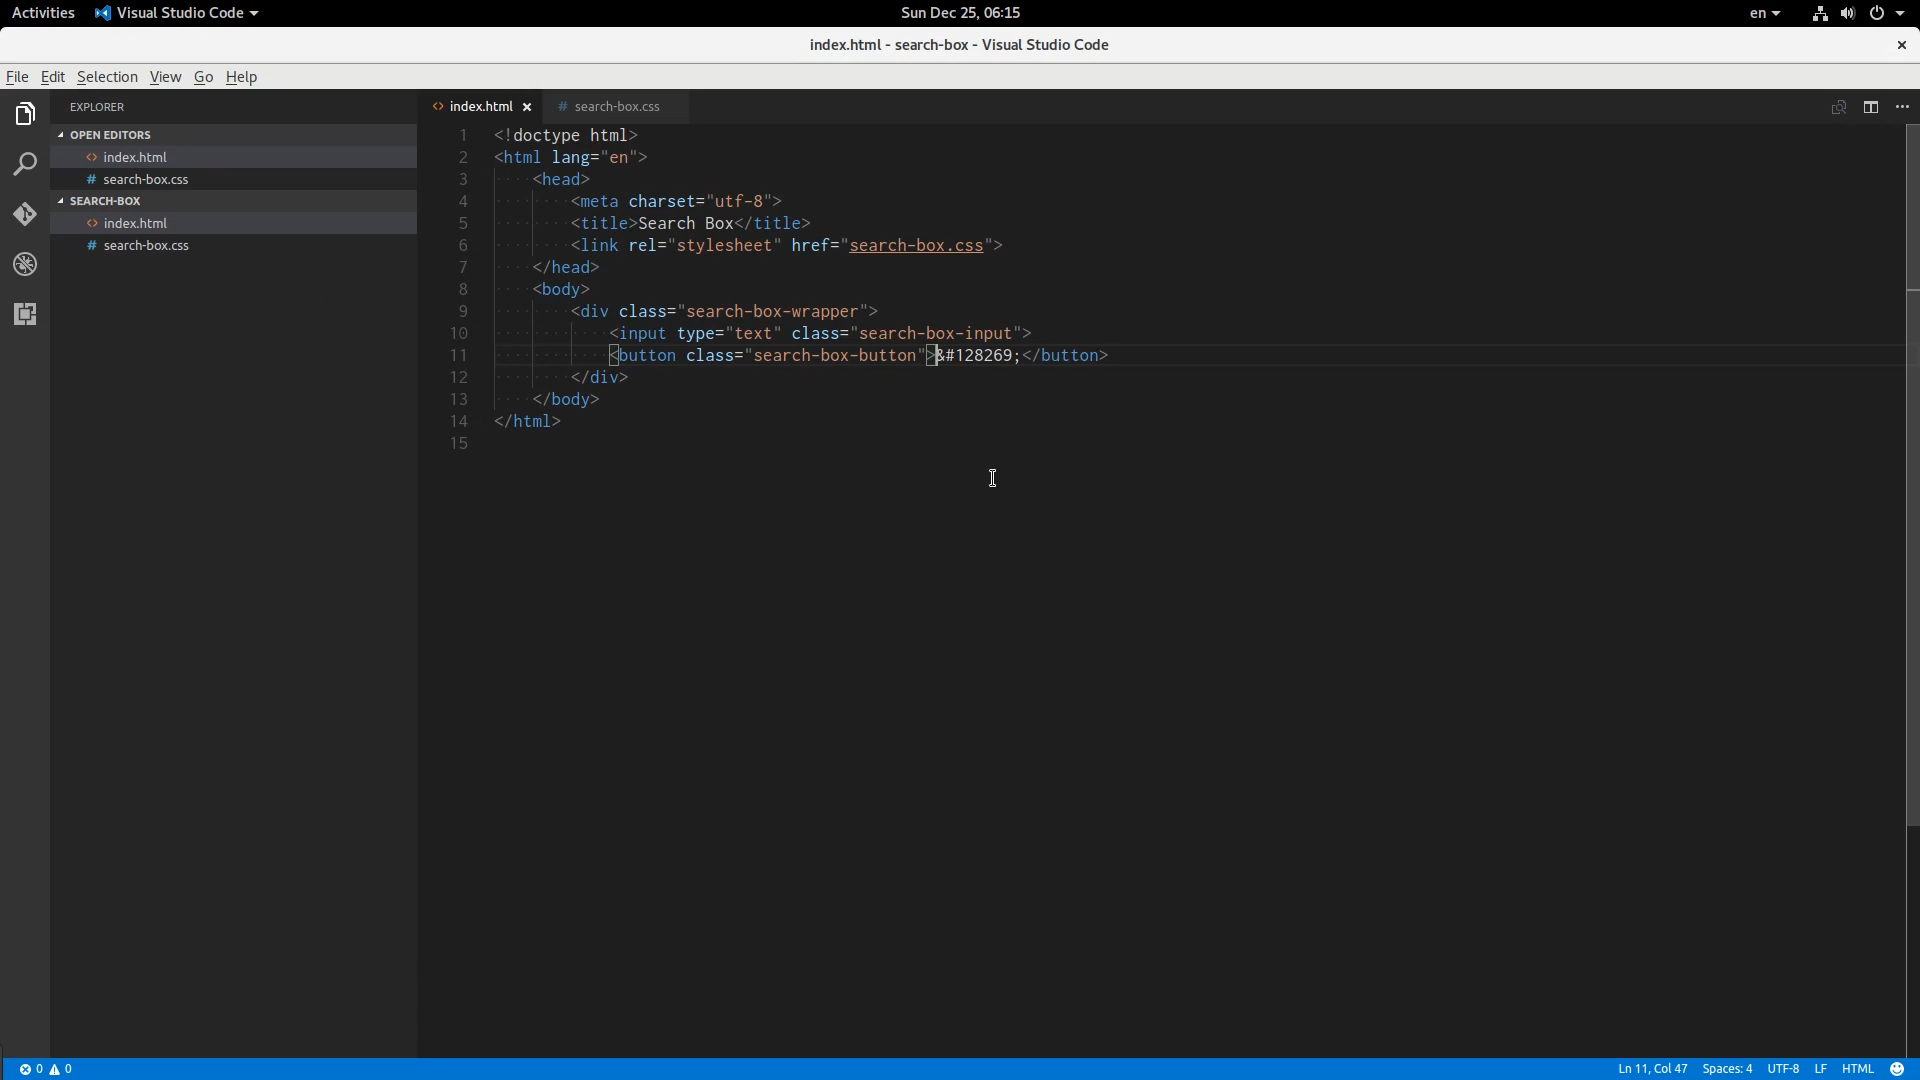 Activities Visual Studio Code Sun Dec 25, 06:15 en
index.html - search-box - Visual Studio Code
File Edit Selection View Go Help
EXPLORER
OPEN EDITORS
index.html
# search-box.css
SEARCH-BOX
index.html
# search-box.css
index.html # search-box.css
1 <!doctype html>
2 <html lang="en">
3 <head>
4 <meta charset="utf-8">
5 <title>Search Box</title>
6 <link rel="stylesheet" href="search-box.css">
7 </head>
8 <body>
9 <div class="search-box-wrapper">
10 <input type="text" class="search-box-input">
11 <button class="search-box-button">&#128269;</button>
12 </div>
13 </body>
14 </html>
15
0 0 Ln 11, Col 47 Spaces: 4 UTF-8 LF HTML